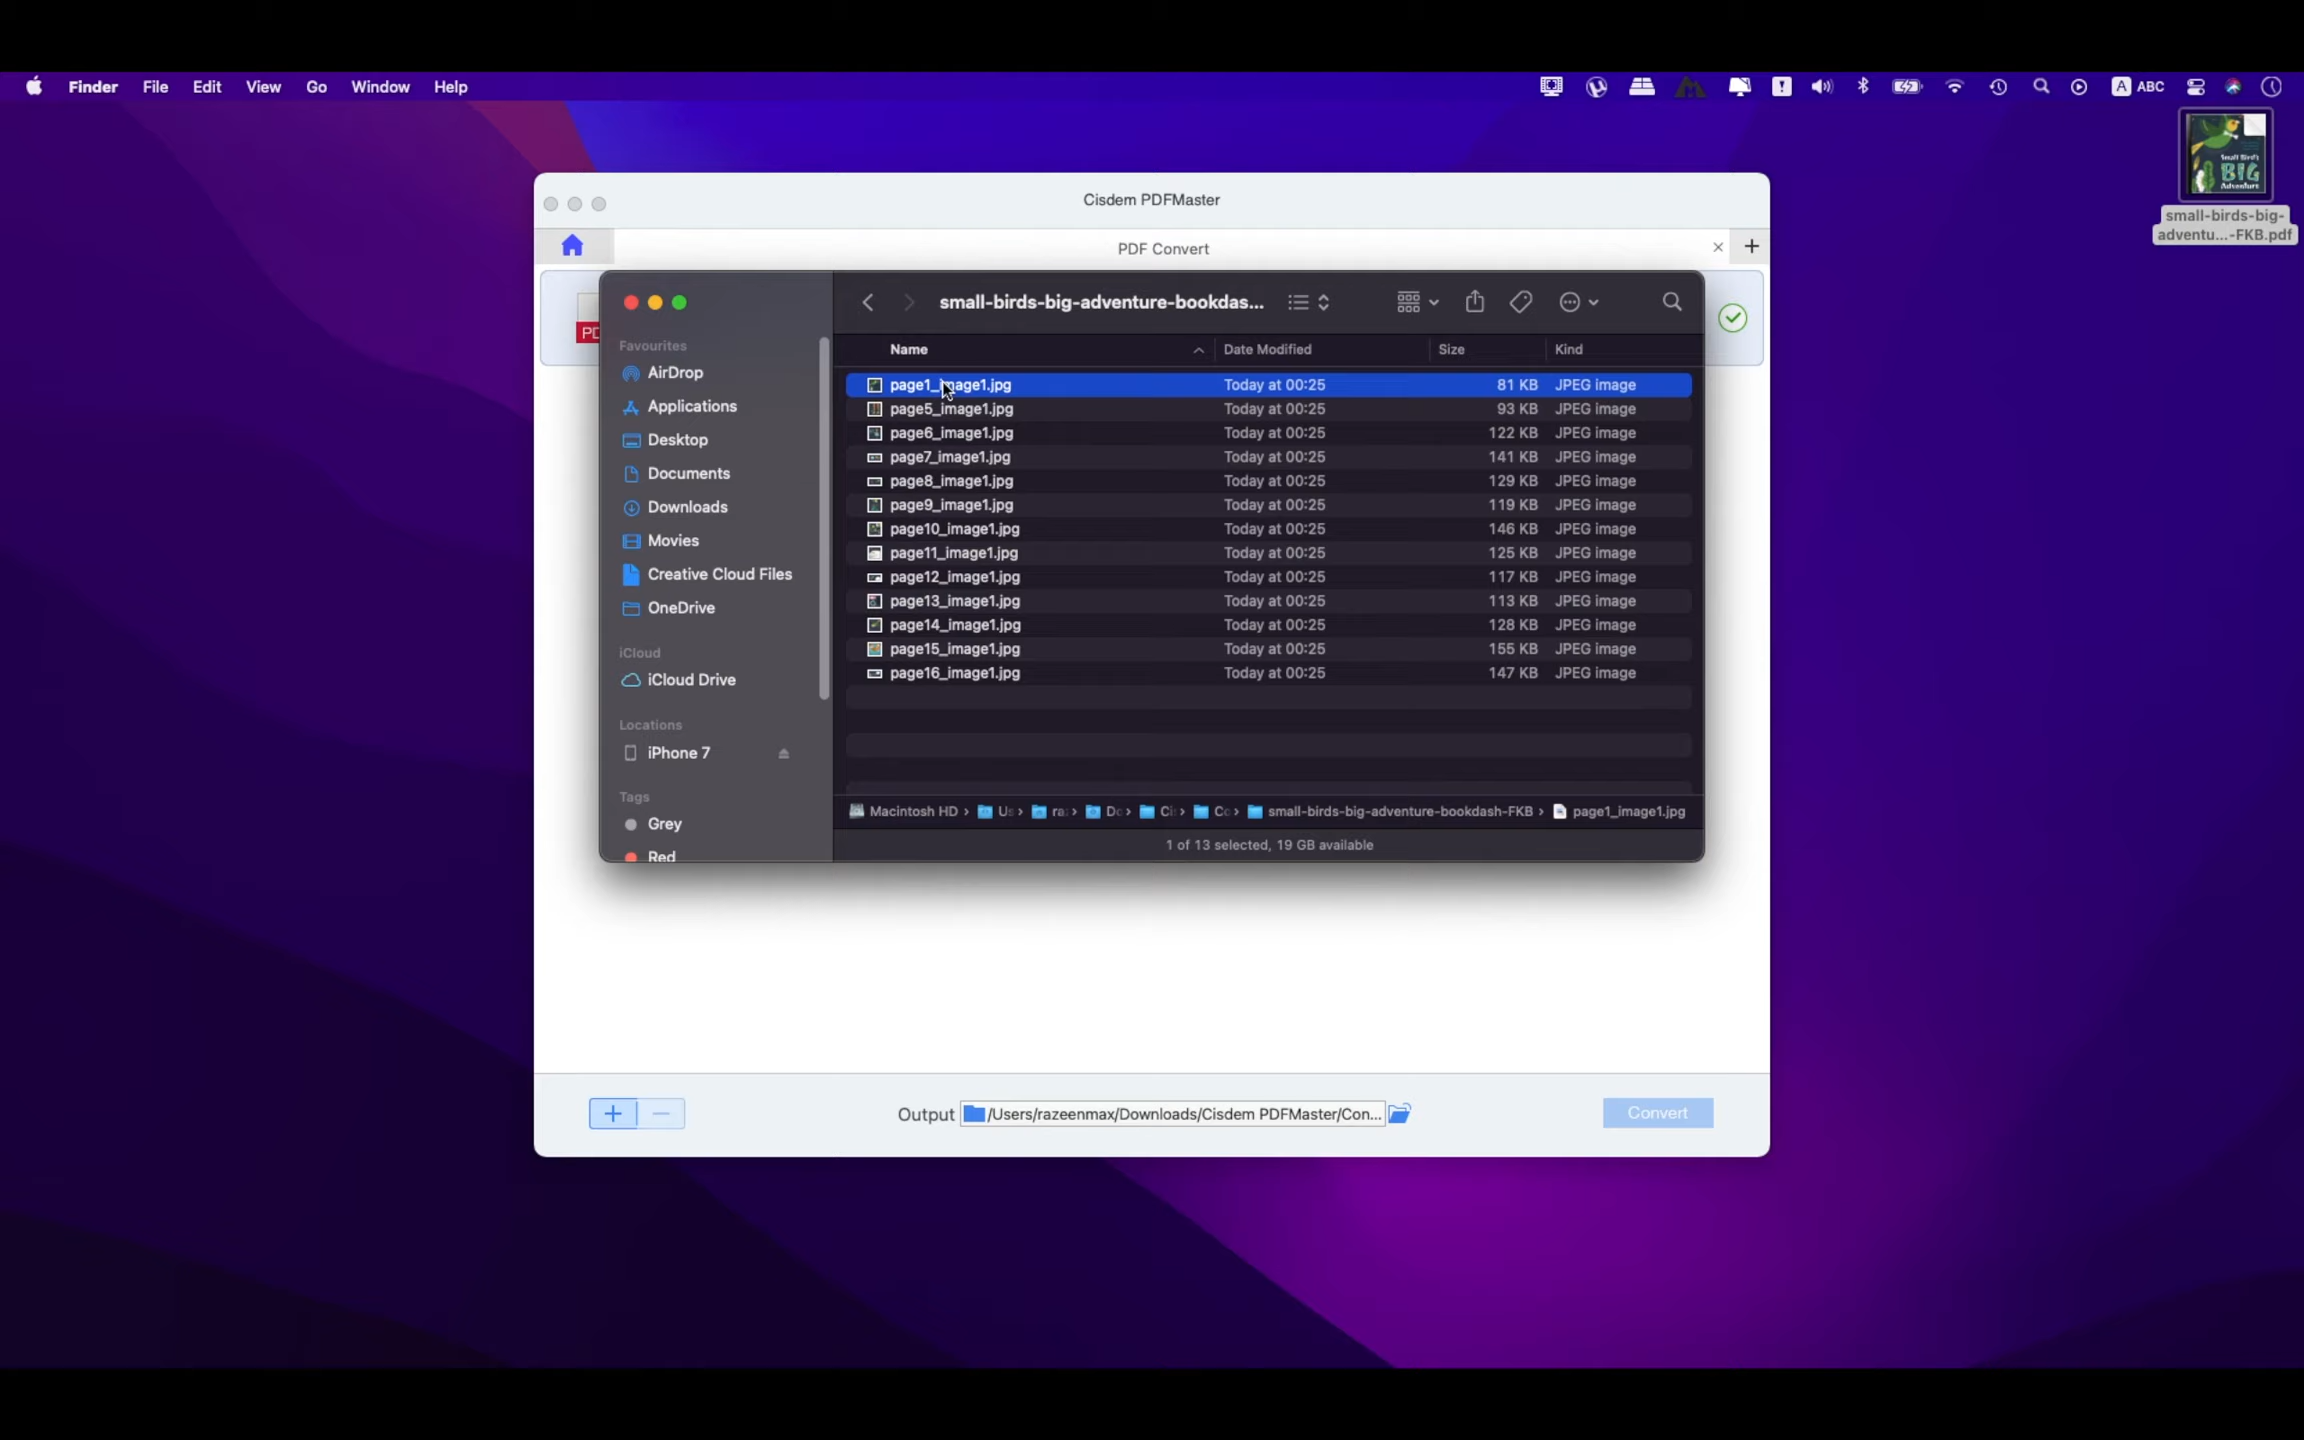 Finder File Edit View Go Window Help A ABC
Small Bird's
BIG
Adventure
small-birds-big-
adventu...-FKB.pdf
Cisdem PDFMaster
PDF Convert
small-birds-big-adventure-bookdas...
Favourites
AirDrop
Applications
Desktop
Documents
Downloads
Movies
Creative Cloud Files
OneDrive
iCloud
iCloud Drive
Locations
iPhone 7
Tags
Grey
Red
Name Date Modified Size Kind
page1_image1.jpg Today at 00:25 81 KB JPEG image
page5_image1.jpg Today at 00:25 93 KB JPEG image
page6_image1.jpg Today at 00:25 122 KB JPEG image
page7_image1.jpg Today at 00:25 141 KB JPEG image
page8_image1.jpg Today at 00:25 129 KB JPEG image
page9_image1.jpg Today at 00:25 119 KB JPEG image
page10_image1.jpg Today at 00:25 146 KB JPEG image
page11_image1.jpg Today at 00:25 125 KB JPEG image
page12_image1.jpg Today at 00:25 117 KB JPEG image
page13_image1.jpg Today at 00:25 113 KB JPEG image
page14_image1.jpg Today at 00:25 128 KB JPEG image
page15_image1.jpg Today at 00:25 155 KB JPEG image
page16_image1.jpg Today at 00:25 147 KB JPEG image
Macintosh HD › Us › ra › Do › Cis › Co › small-birds-big-adventure-bookdash-FKB › page1_image1.jpg
1 of 13 selected, 19 GB available
Output /Users/razeenmax/Downloads/Cisdem PDFMaster/Con...
Convert